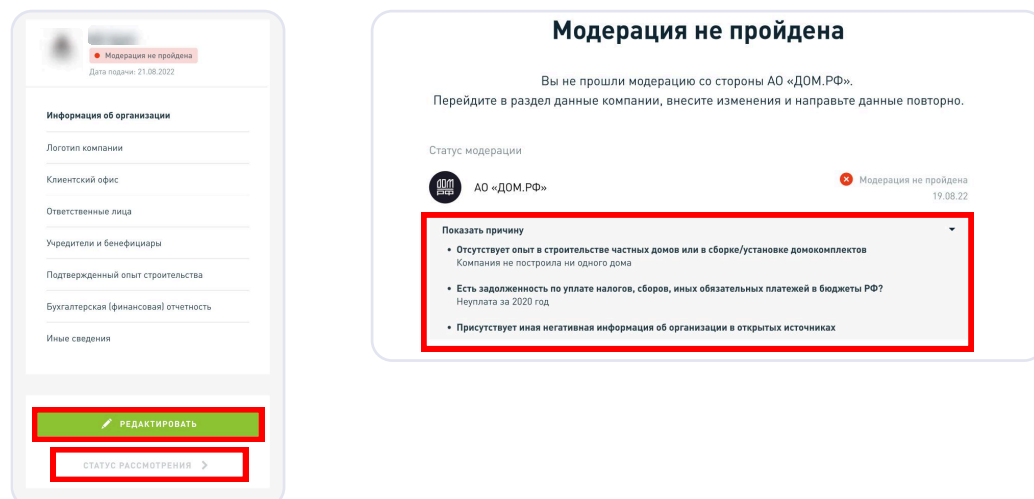 Модерация не пройдена
Дата подачи: 21.08.2022
Информация об организации
Логотип компании
Клиентский офис
Ответственные лица
Учредители и бенефициары
Подтвержденный опыт строительства
Бухгалтерская (финансовая) отчетность
Иные сведения
РЕДАКТИРОВАТЬ
СТАТУС РАССМОТРЕНИЯ
Модерация не пройдена
Вы не прошли модерацию со стороны АО «ДОМ.РФ».
Перейдите в раздел данные компании, внесите изменения и направьте данные повторно.
Статус модерации
ДОМ РФ
АО «ДОМ.РФ»
Модерация не пройдена
19.08.22
Показать причину
• Отсутствует опыт в строительстве частных домов или в сборке/установке домокомплектов
Компания не построила ни одного дома
• Есть задолженность по уплате налогов, сборов, иных обязательных платежей в бюджеты РФ?
Неуплата за 2020 год
• Присутствует иная негативная информация об организации в открытых источниках